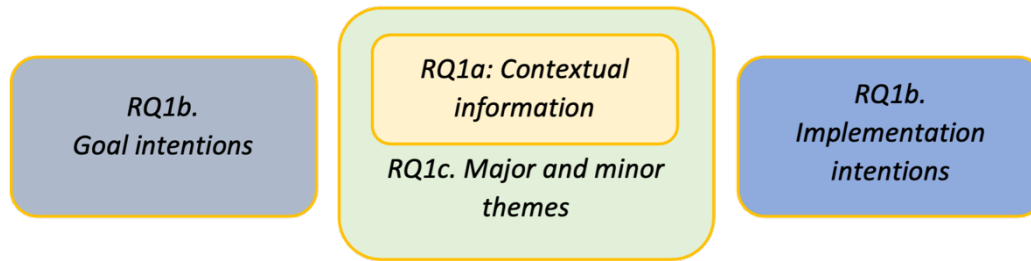 RQ1b.
Goal intentions
RQ1a: Contextual
information
RQ1c. Major and minor
themes
RQ1b.
Implementation
intentions